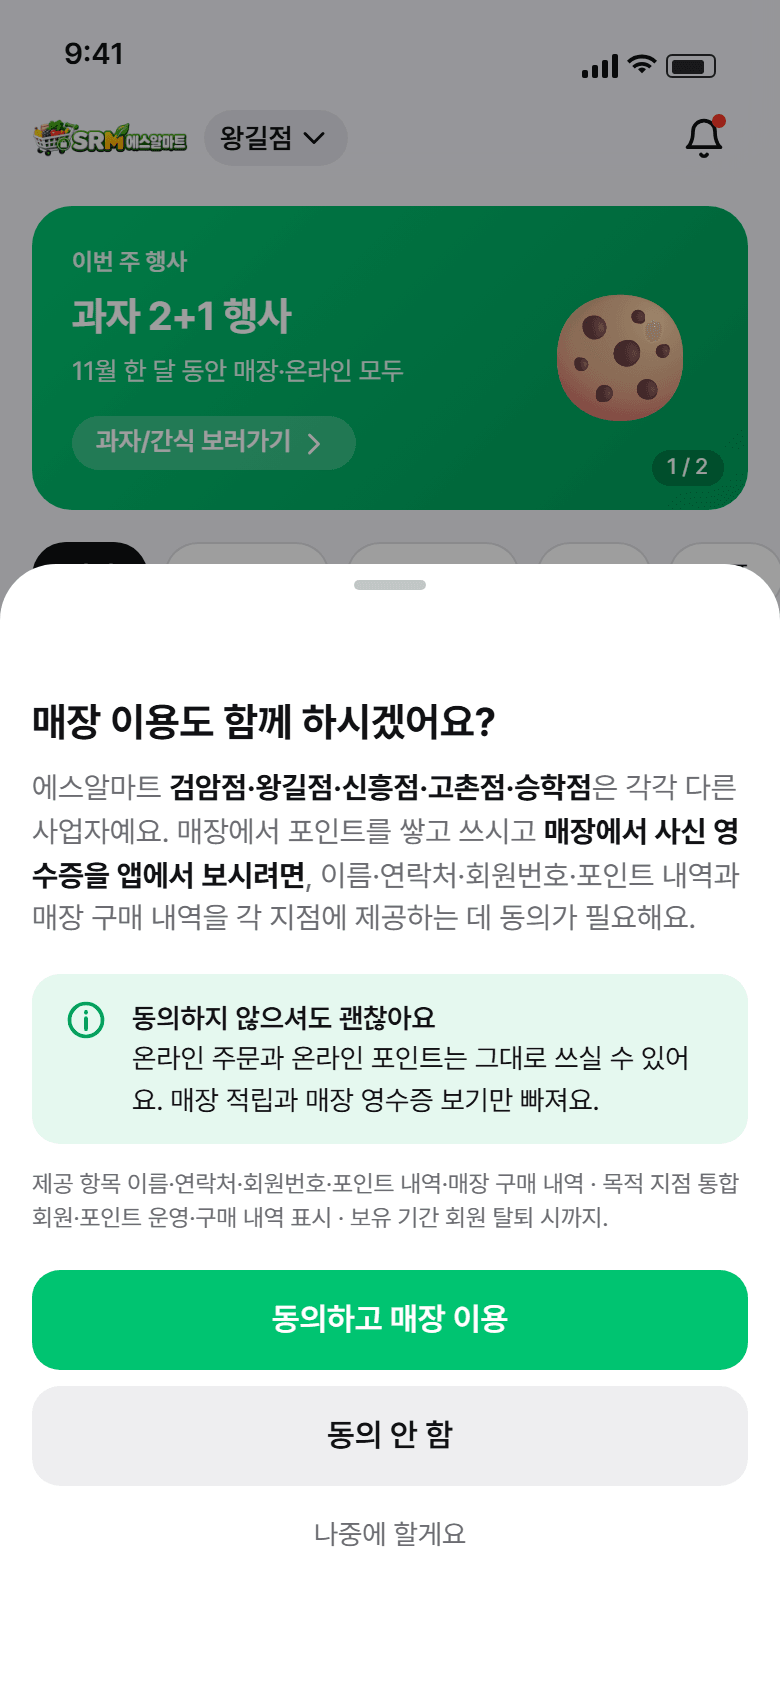 9:41
SRM 에스알마트
왕길점
이번 주 행사
과자 2+1 행사
11월 한 달 동안 매장·온라인 모두
과자/간식 보러가기
1 / 2
매장 이용도 함께 하시겠어요?
에스알마트 검암점·왕길점·신흥점·고촌점·승학점은 각각 다른
사업자예요. 매장에서 포인트를 쌓고 쓰시고 매장에서 사신 영
수증을 앱에서 보시려면, 이름·연락처·회원번호·포인트 내역과
매장 구매 내역을 각 지점에 제공하는 데 동의가 필요해요.
동의하지 않으셔도 괜찮아요
온라인 주문과 온라인 포인트는 그대로 쓰실 수 있어
요. 매장 적립과 매장 영수증 보기만 빠져요.
제공 항목 이름·연락처·회원번호·포인트 내역·매장 구매 내역 · 목적 지점 통합
회원·포인트 운영·구매 내역 표시 · 보유 기간 회원 탈퇴 시까지.
동의하고 매장 이용
동의 안 함
나중에 할게요